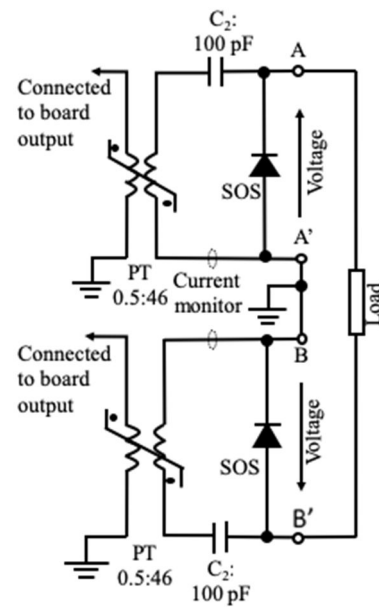 C₂:
100 pF
A
Connected
to board
output
SOS
Voltage
A'
PT
0.5:46
Current
monitor
Load
Connected
to board
output
B
SOS
Voltage
B'
PT
0.5:46
C₂:
100 pF